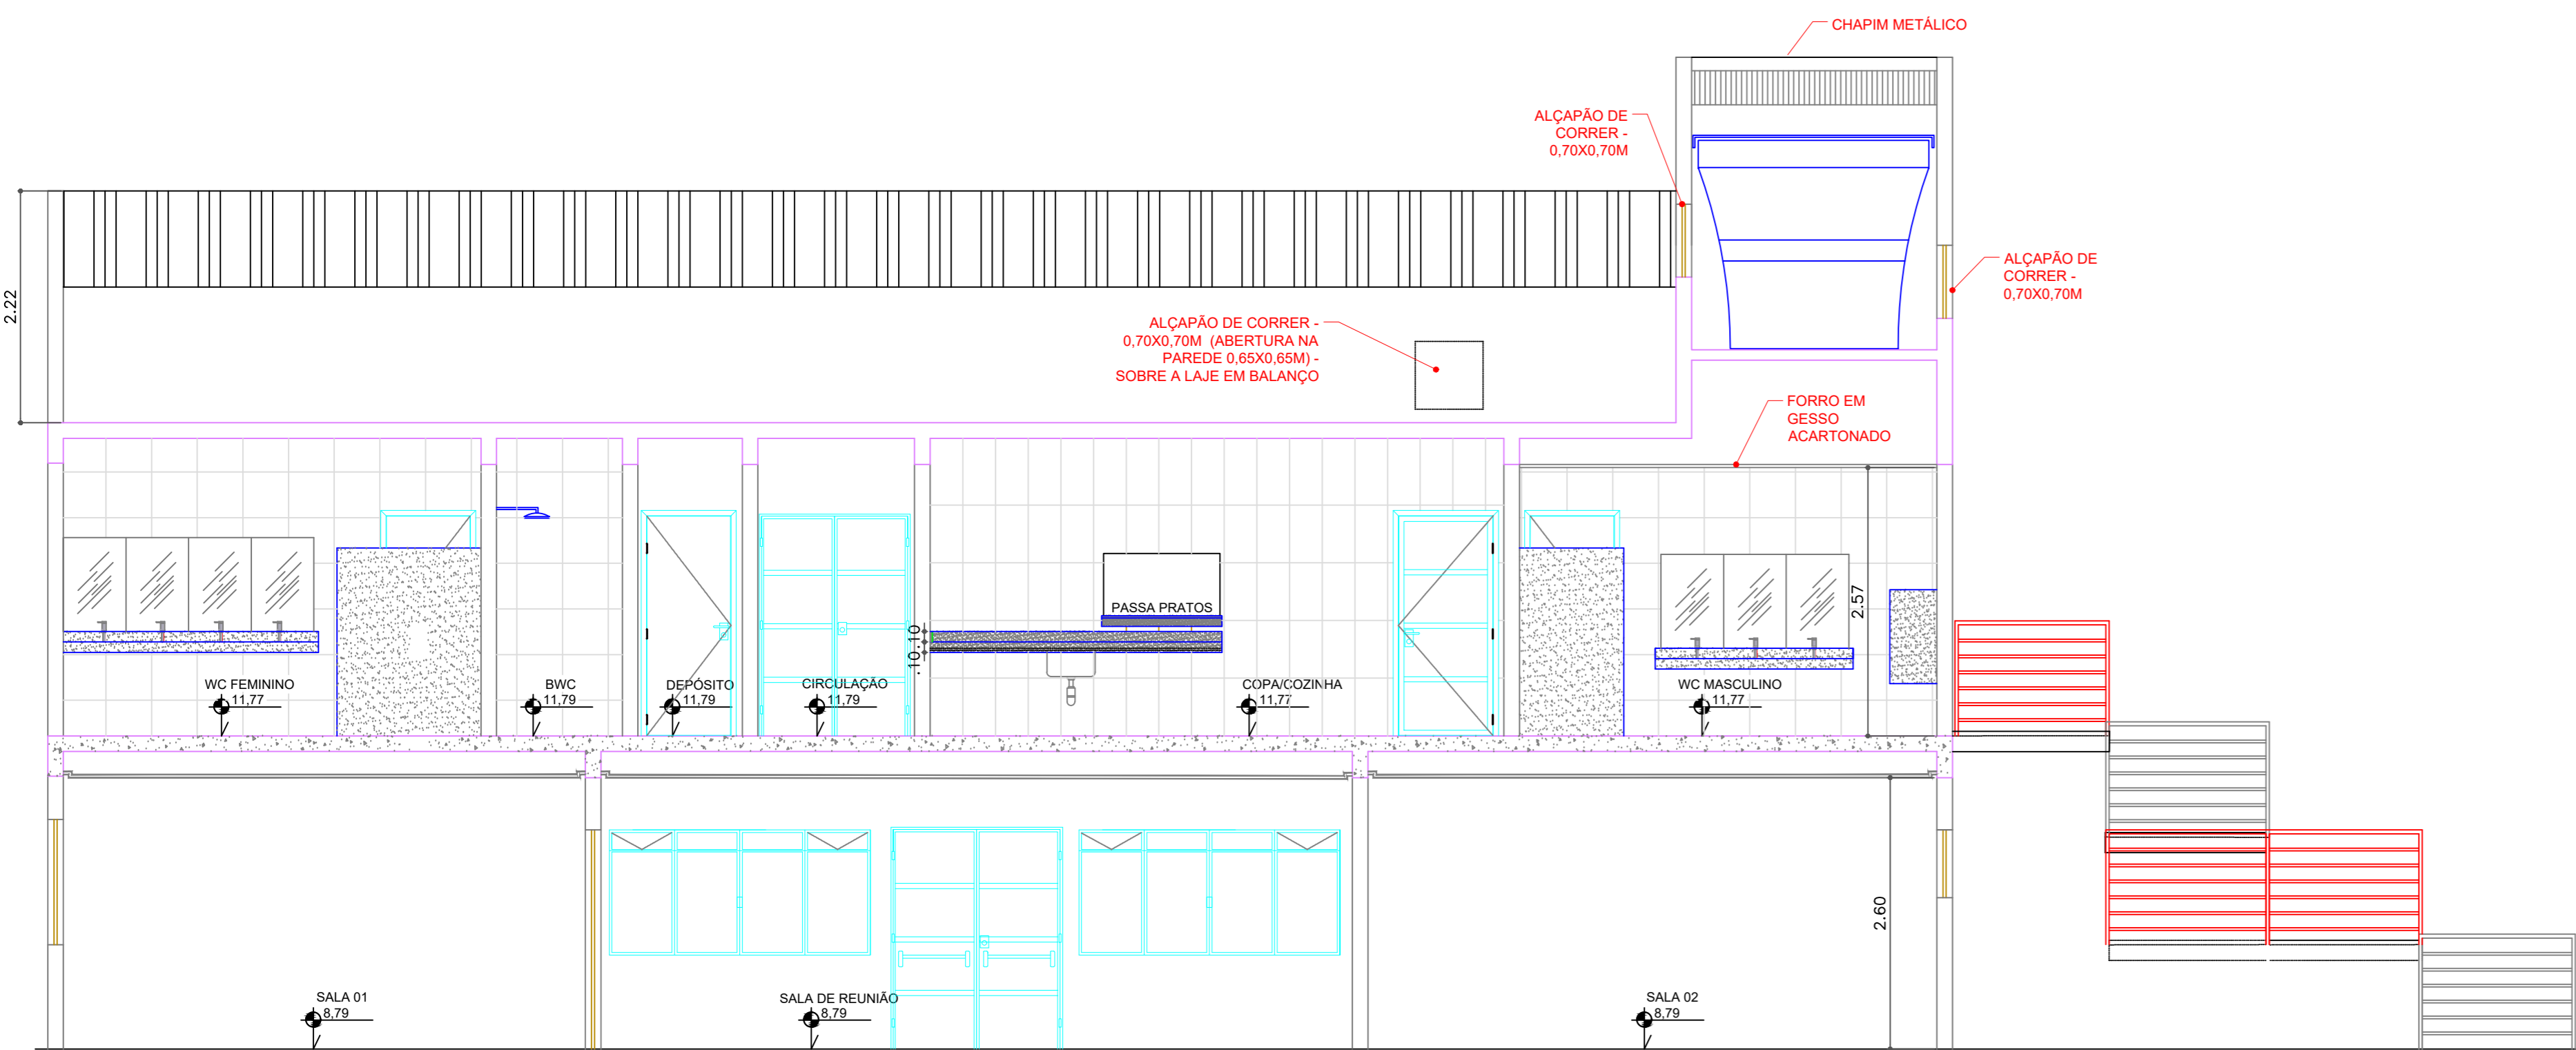 CHAPIM METÁLICO
ALÇAPÃO DE
CORRER -
0,70X0,70M
ALÇAPÃO DE
CORRER -
0,70X0,70M
2.22
ALÇAPÃO DE CORRER -
0,70X0,70M (ABERTURA NA
PAREDE 0,65X0,65M) -
SOBRE A LAJE EM BALANÇO
FORRO EM
GESSO
ACARTONADO
2.57
PASSA PRATOS
.10
.10
WC FEMININO
11,77
BWC
11,79
DEPÓSITO
11,79
CIRCULAÇÃO
11,79
COPA/COZINHA
11,77
WC MASCULINO
11,77
2.60
SALA 01
8,79
SALA DE REUNIÃO
8,79
SALA 02
8,79